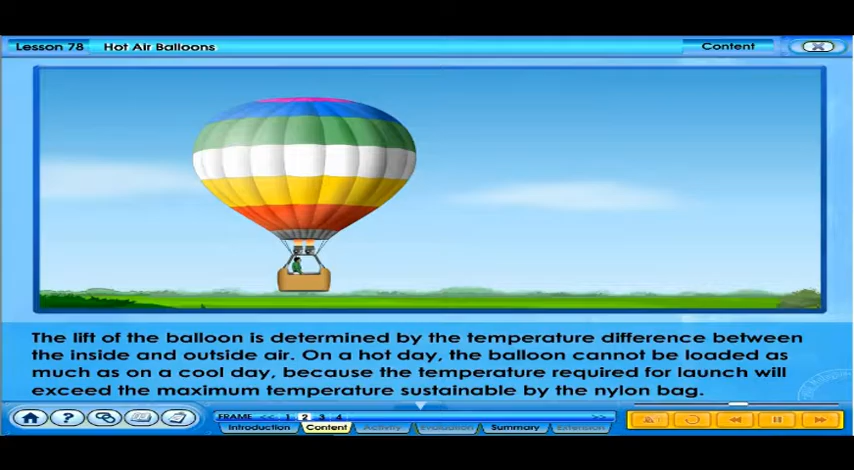 Lesson 78 Hot Air Balloons Content
The lift of the balloon is determined by the temperature difference between
the inside and outside air. On a hot day, the balloon cannot be loaded as
much as on a cool day, because the temperature required for launch will
exceed the maximum temperature sustainable by the nylon bag.
FRAME << 1 2 3 4 >>
Introduction Content Activity Evaluation Summary Extension